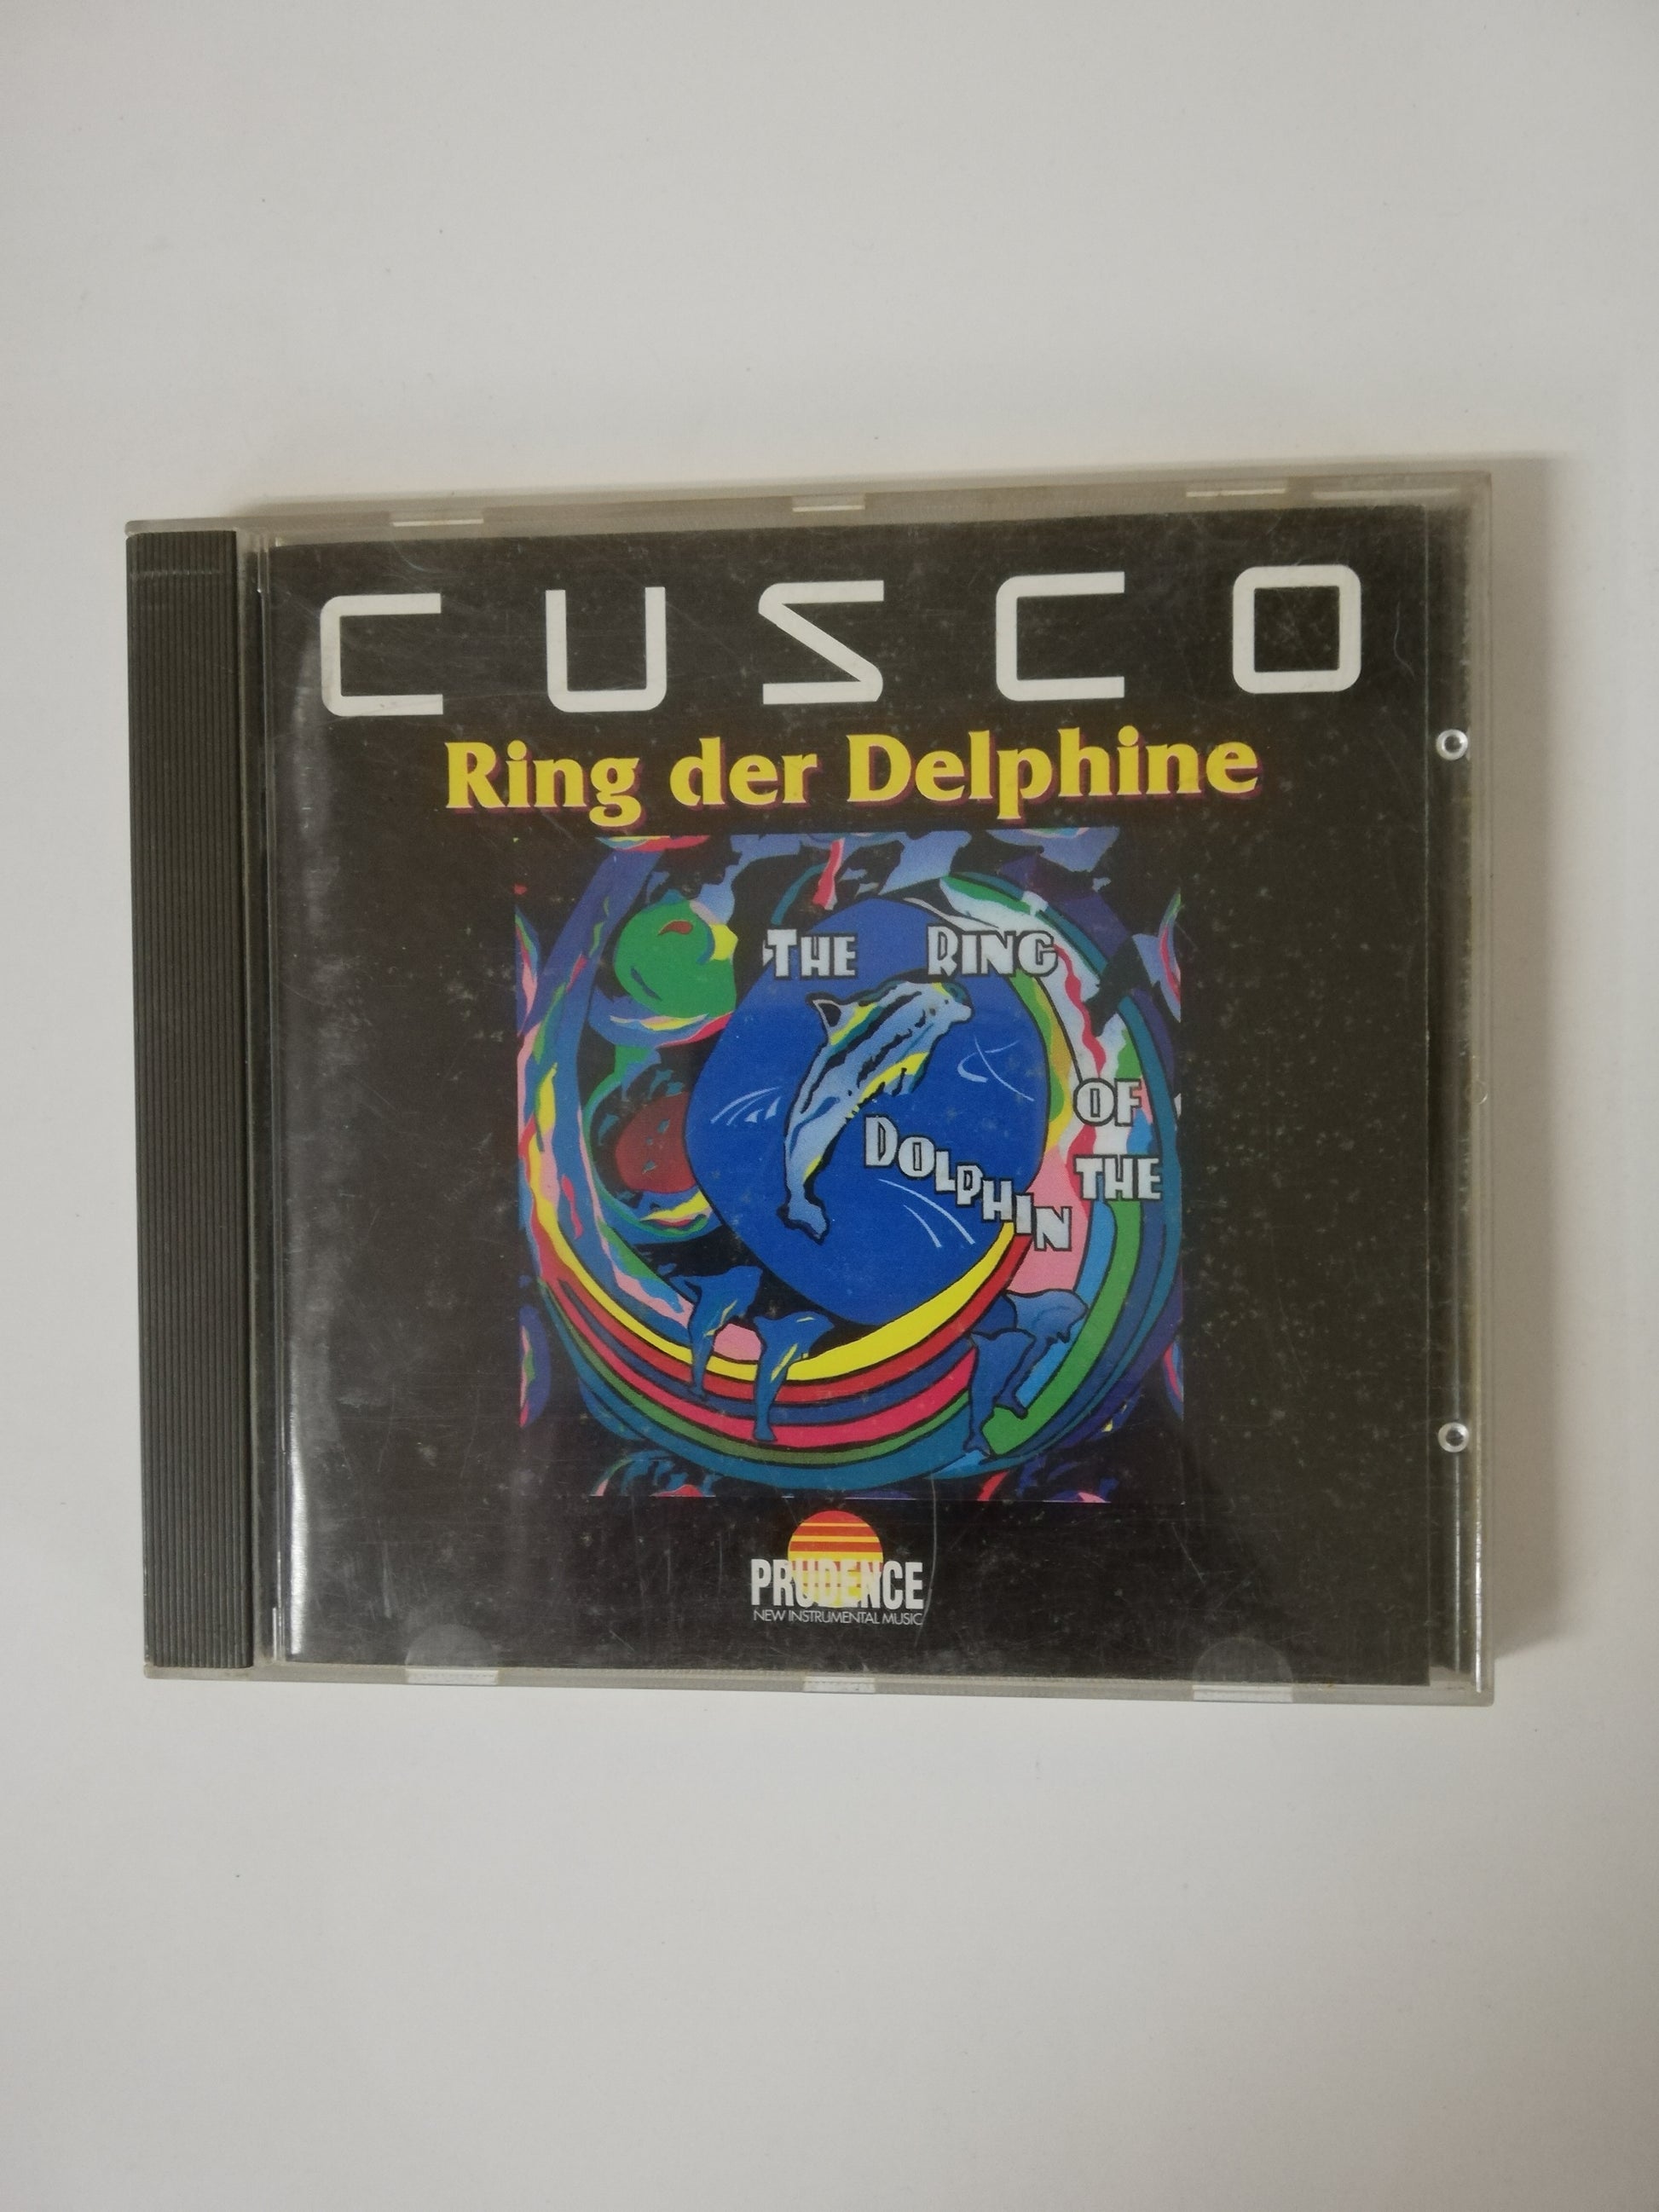 CUSCO
Ring der Delphine
THE RING
OF
THE
DOLPHIN
PRUDENCE
NEW INSTRUMENTAL MUSIC